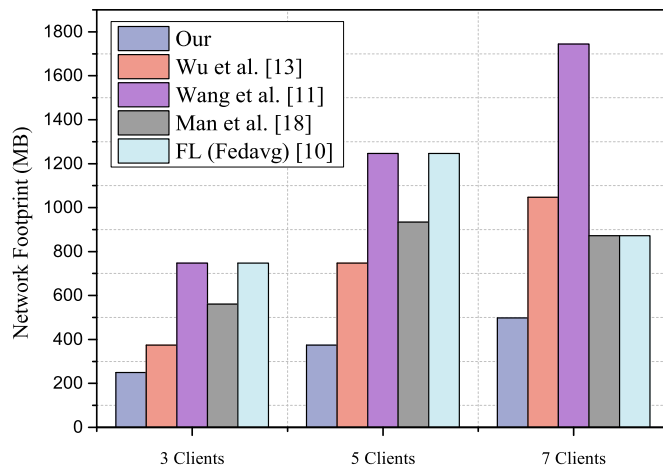 Network Footprint (MB)
1800
1600
1400
1200
1000
800
600
400
200
0
Our
Wu et al. [13]
Wang et al. [11]
Man et al. [18]
FL (Fedavg) [10]
3 Clients
5 Clients
7 Clients